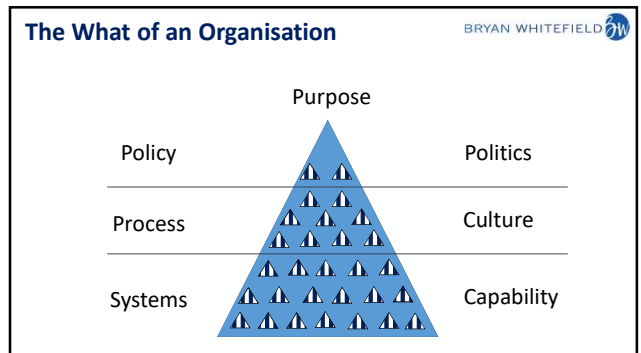 The What of an Organisation
BRYAN WHITEFIELD
Purpose
Policy
Politics
Process
Culture
Systems
Capability